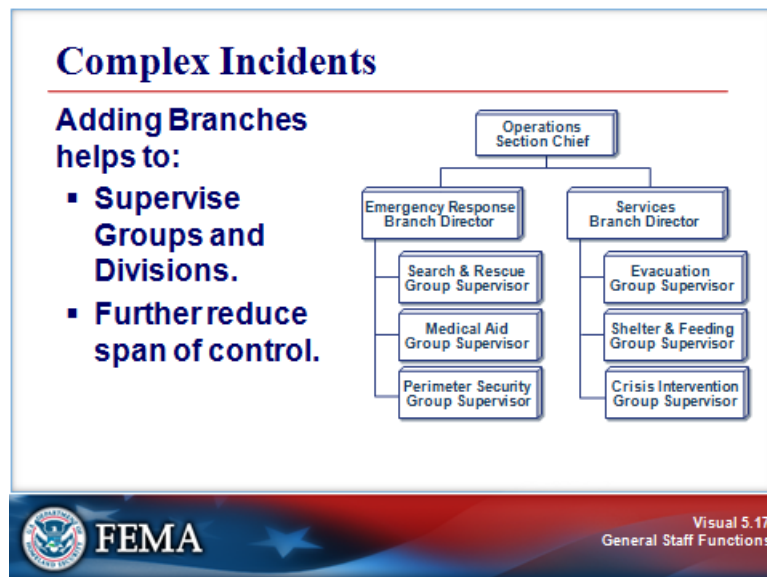 Complex Incidents
Adding Branches
helps to:
▪ Supervise
Groups and
Divisions.
▪ Further reduce
span of control.
Operations
Section Chief
Emergency Response
Branch Director
Search & Rescue
Group Supervisor
Medical Aid
Group Supervisor
Perimeter Security
Group Supervisor
Services
Branch Director
Evacuation
Group Supervisor
Shelter & Feeding
Group Supervisor
Crisis Intervention
Group Supervisor
FEMA
Visual 5.17
General Staff Functions